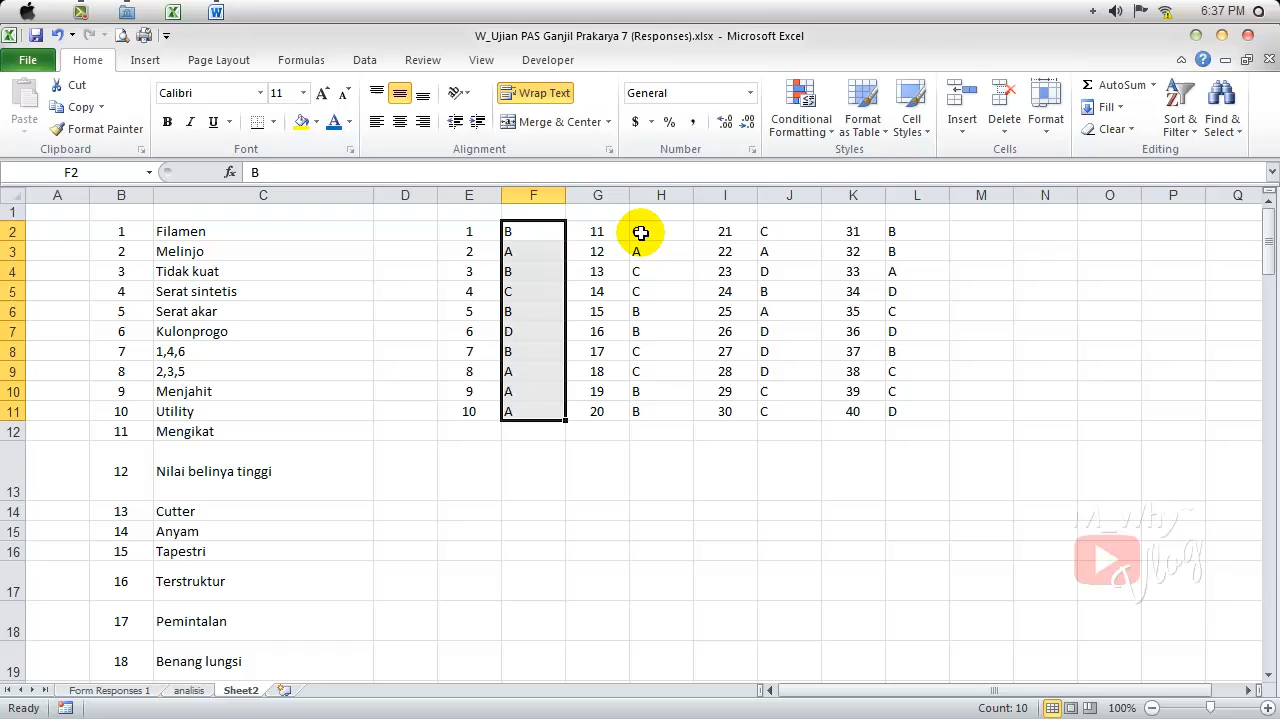 6:37 PM
W_Ujian PAS Ganjil Prakarya 7 (Responses).xlsx - Microsoft Excel
File Home Insert Page Layout Formulas Data Review View Developer
Paste Cut Copy Format Painter
Calibri 11 Wrap Text General
B I U Merge & Center $ % ,
Conditional Formatting Format as Table Cell Styles Insert Delete Format
Σ AutoSum Fill Clear Sort & Filter Find & Select
Clipboard Font Alignment Number Styles Cells Editing
F2 fx B
A B C D E F G H I J K L M N O P Q
1
2 1 Filamen 1 B 11 21 C 31 B
3 2 Melinjo 2 A 12 A 22 A 32 B
4 3 Tidak kuat 3 B 13 C 23 D 33 A
5 4 Serat sintetis 4 C 14 C 24 B 34 D
6 5 Serat akar 5 B 15 B 25 A 35 C
7 6 Kulonprogo 6 D 16 B 26 D 36 D
8 7 1,4,6 7 B 17 C 27 D 37 B
9 8 2,3,5 8 A 18 C 28 D 38 C
10 9 Menjahit 9 A 19 B 29 C 39 C
11 10 Utility 10 A 20 B 30 C 40 D
12 11 Mengikat
13 12 Nilai belinya tinggi
14 13 Cutter
15 14 Anyam
16 15 Tapestri
17 16 Terstruktur
18 17 Pemintalan
19 18 Benang lungsi
M_Why~
Vlog
Form Responses 1 analisis Sheet2
Ready Count: 10 100%